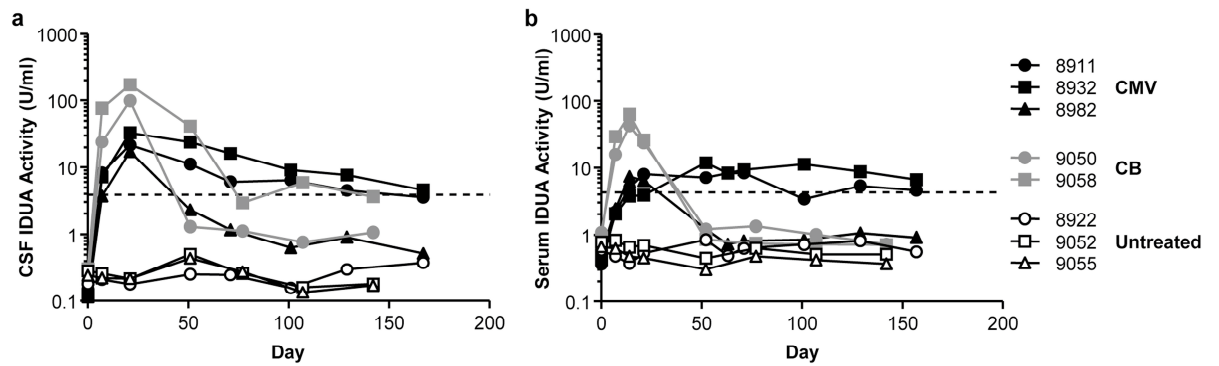 a
CSF IDUA Activity (U/ml)
1000
100
10
1
0.1
0
50
100
150
200
Day
b
Serum IDUA Activity (U/ml)
1000
100
10
1
0.1
0
50
100
150
200
Day
8911
8932 CMV
8982
9050
CB
9058
8922
9052 Untreated
9055